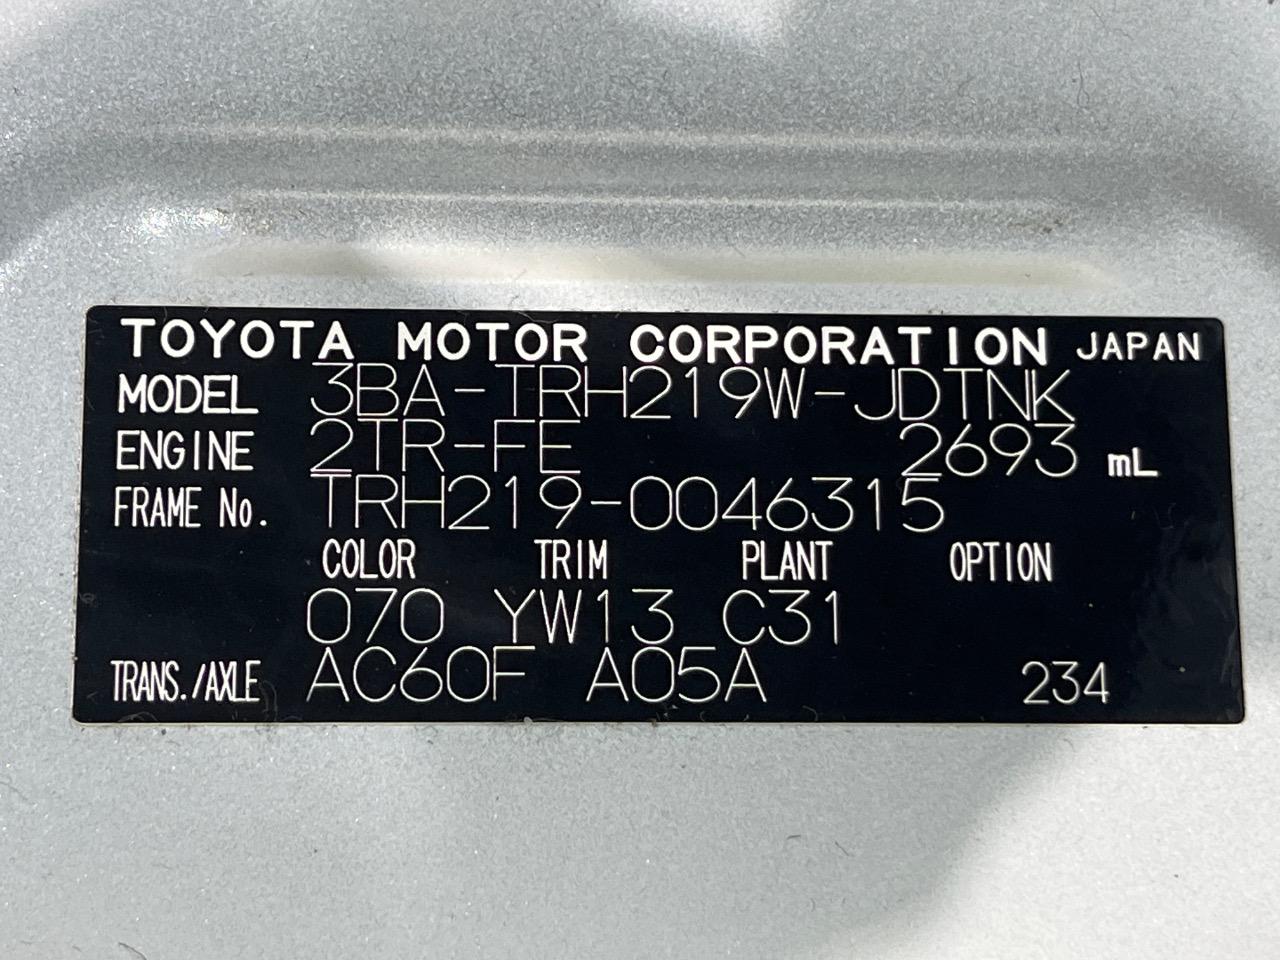 TOYOTA MOTOR CORPORATION JAPAN
MODEL 3BA-TRH219W-JDTNK
ENGINE 2TR-FE 2693 mL
FRAME No. TRH219-0046315
COLOR TRIM PLANT OPTION
070 YW13 C31
TRANS./AXLE AC60F A05A 234